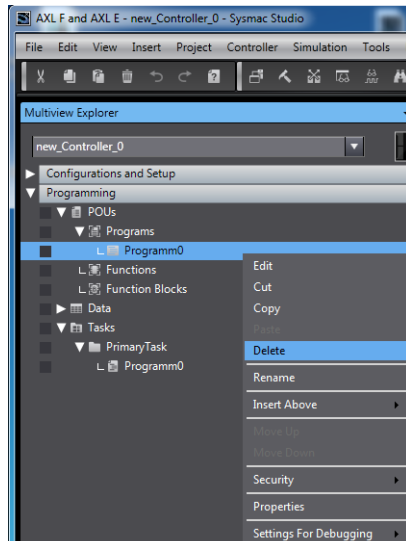 AXL F and AXL E - new_Controller_0 - Sysmac Studio
File Edit View Insert Project Controller Simulation Tools
Multiview Explorer
new_Controller_0
Configurations and Setup
Programming
POUs
Programs
Programm0
Functions
Function Blocks
Data
Tasks
PrimaryTask
Programm0
Edit
Cut
Copy
Paste
Delete
Rename
Insert Above
Move Up
Move Down
Security
Properties
Settings For Debugging